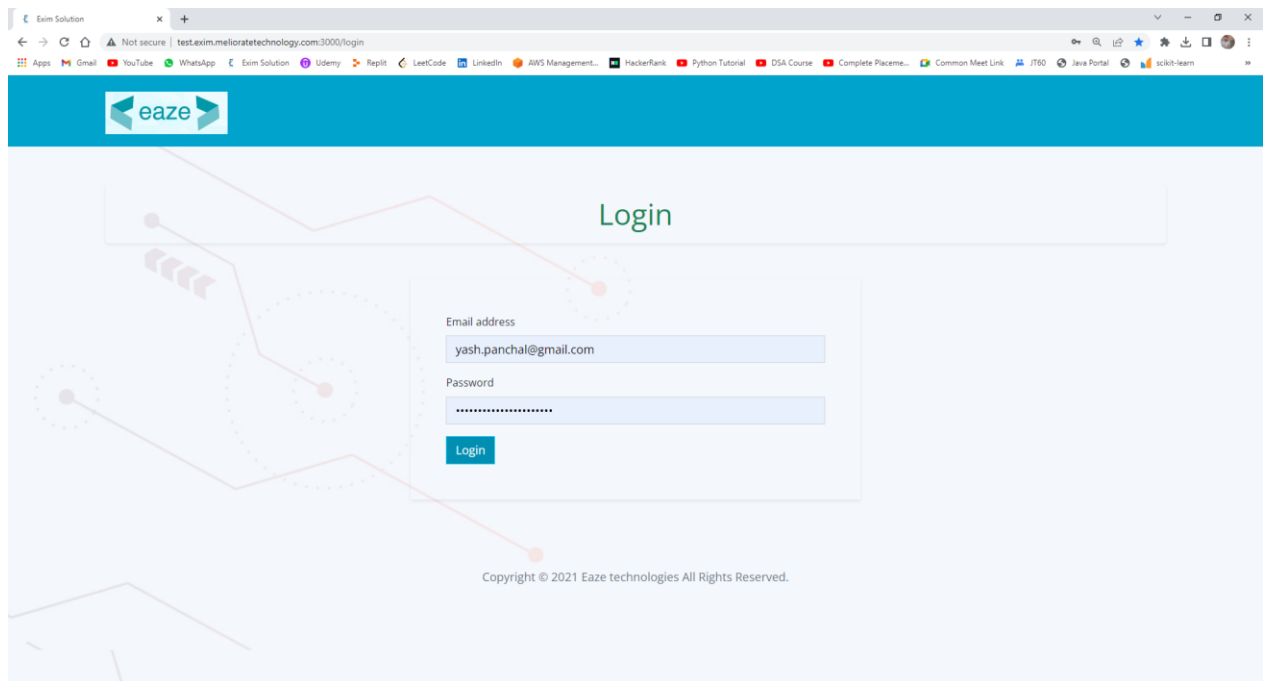 Exim Solution
Not secure | test.exim.melioratetechnology.com:3000/login
Apps Gmail YouTube WhatsApp Exim Solution Udemy Replit LeetCode LinkedIn AWS Management... HackerRank Python Tutorial DSA Course Complete Placeme... Common Meet Link JT60 Java Portal scikit-learn »
eaze
Login
Email address
yash.panchal@gmail.com
Password
Login
Copyright © 2021 Eaze technologies All Rights Reserved.